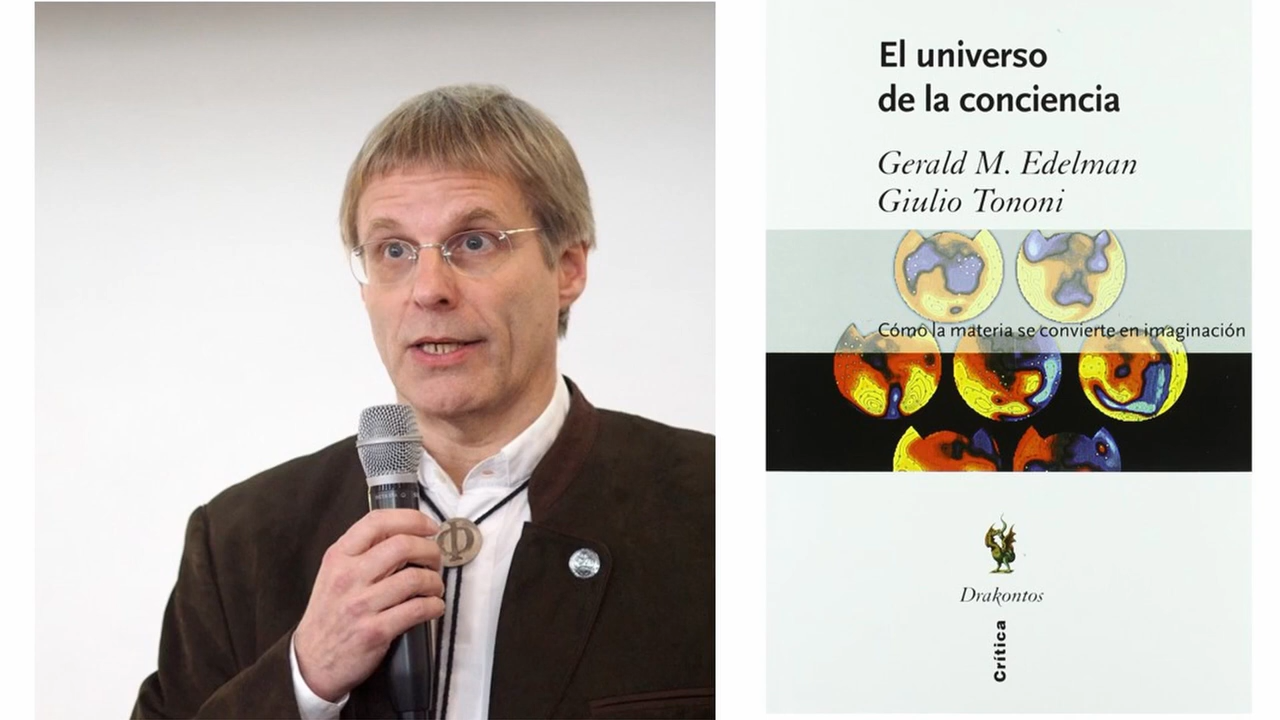 El universo
de la conciencia
Gerald M. Edelman
Giulio Tononi
Cómo la materia se convierte en imaginación
Φ
Drakontos
Crítica